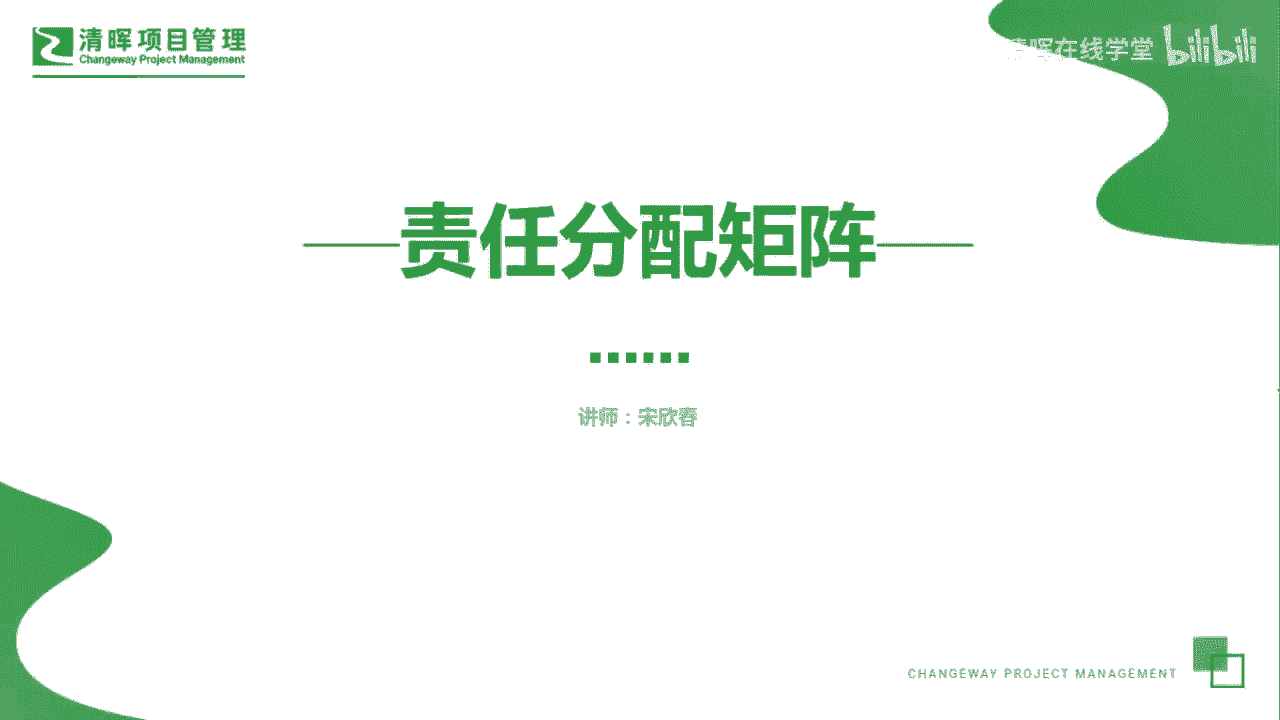 清晖项目管理
Changeway Project Management
清晖在线学堂 bilibili
责任分配矩阵
讲师：宋欣春
CHANGEWAY PROJECT MANAGEMENT